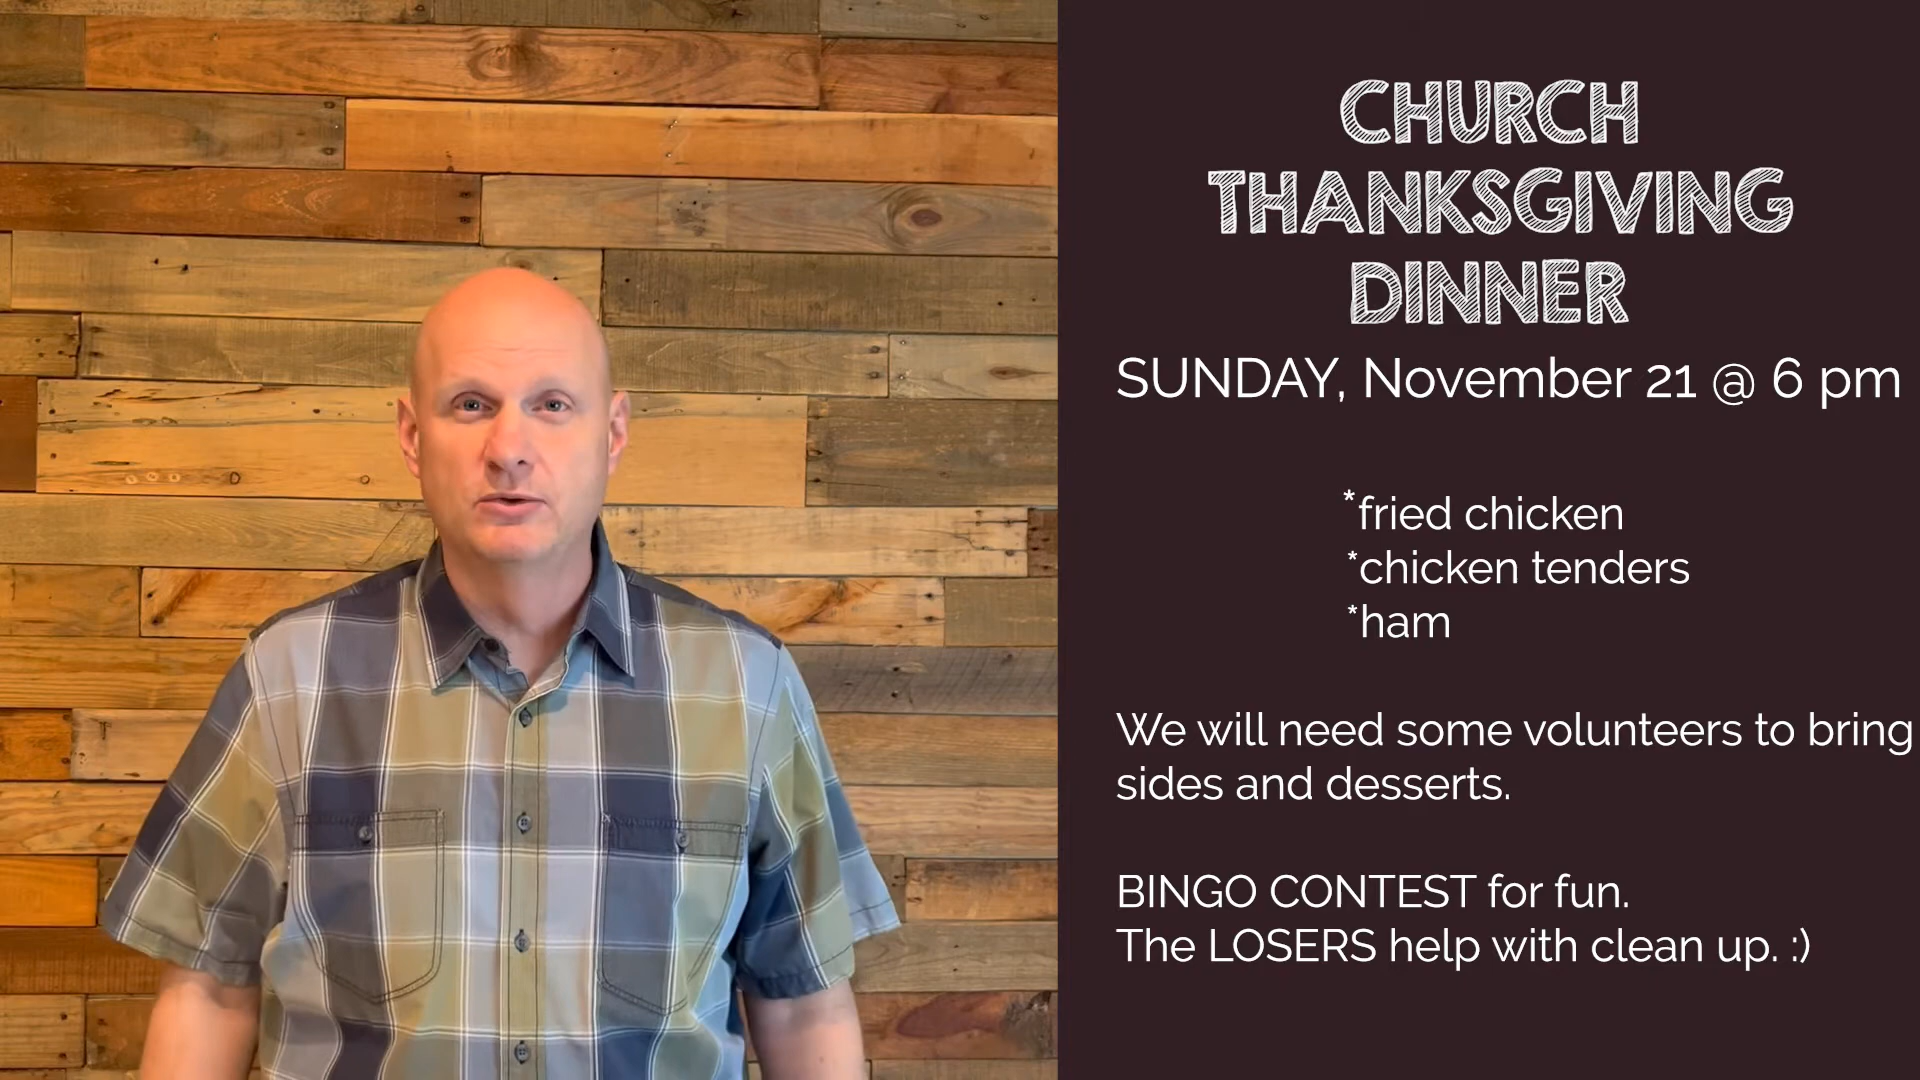 CHURCH
THANKSGIVING
DINNER
SUNDAY, November 21 @ 6 pm
*fried chicken
*chicken tenders
*ham
We will need some volunteers to bring
sides and desserts.
BINGO CONTEST for fun.
The LOSERS help with clean up. :)